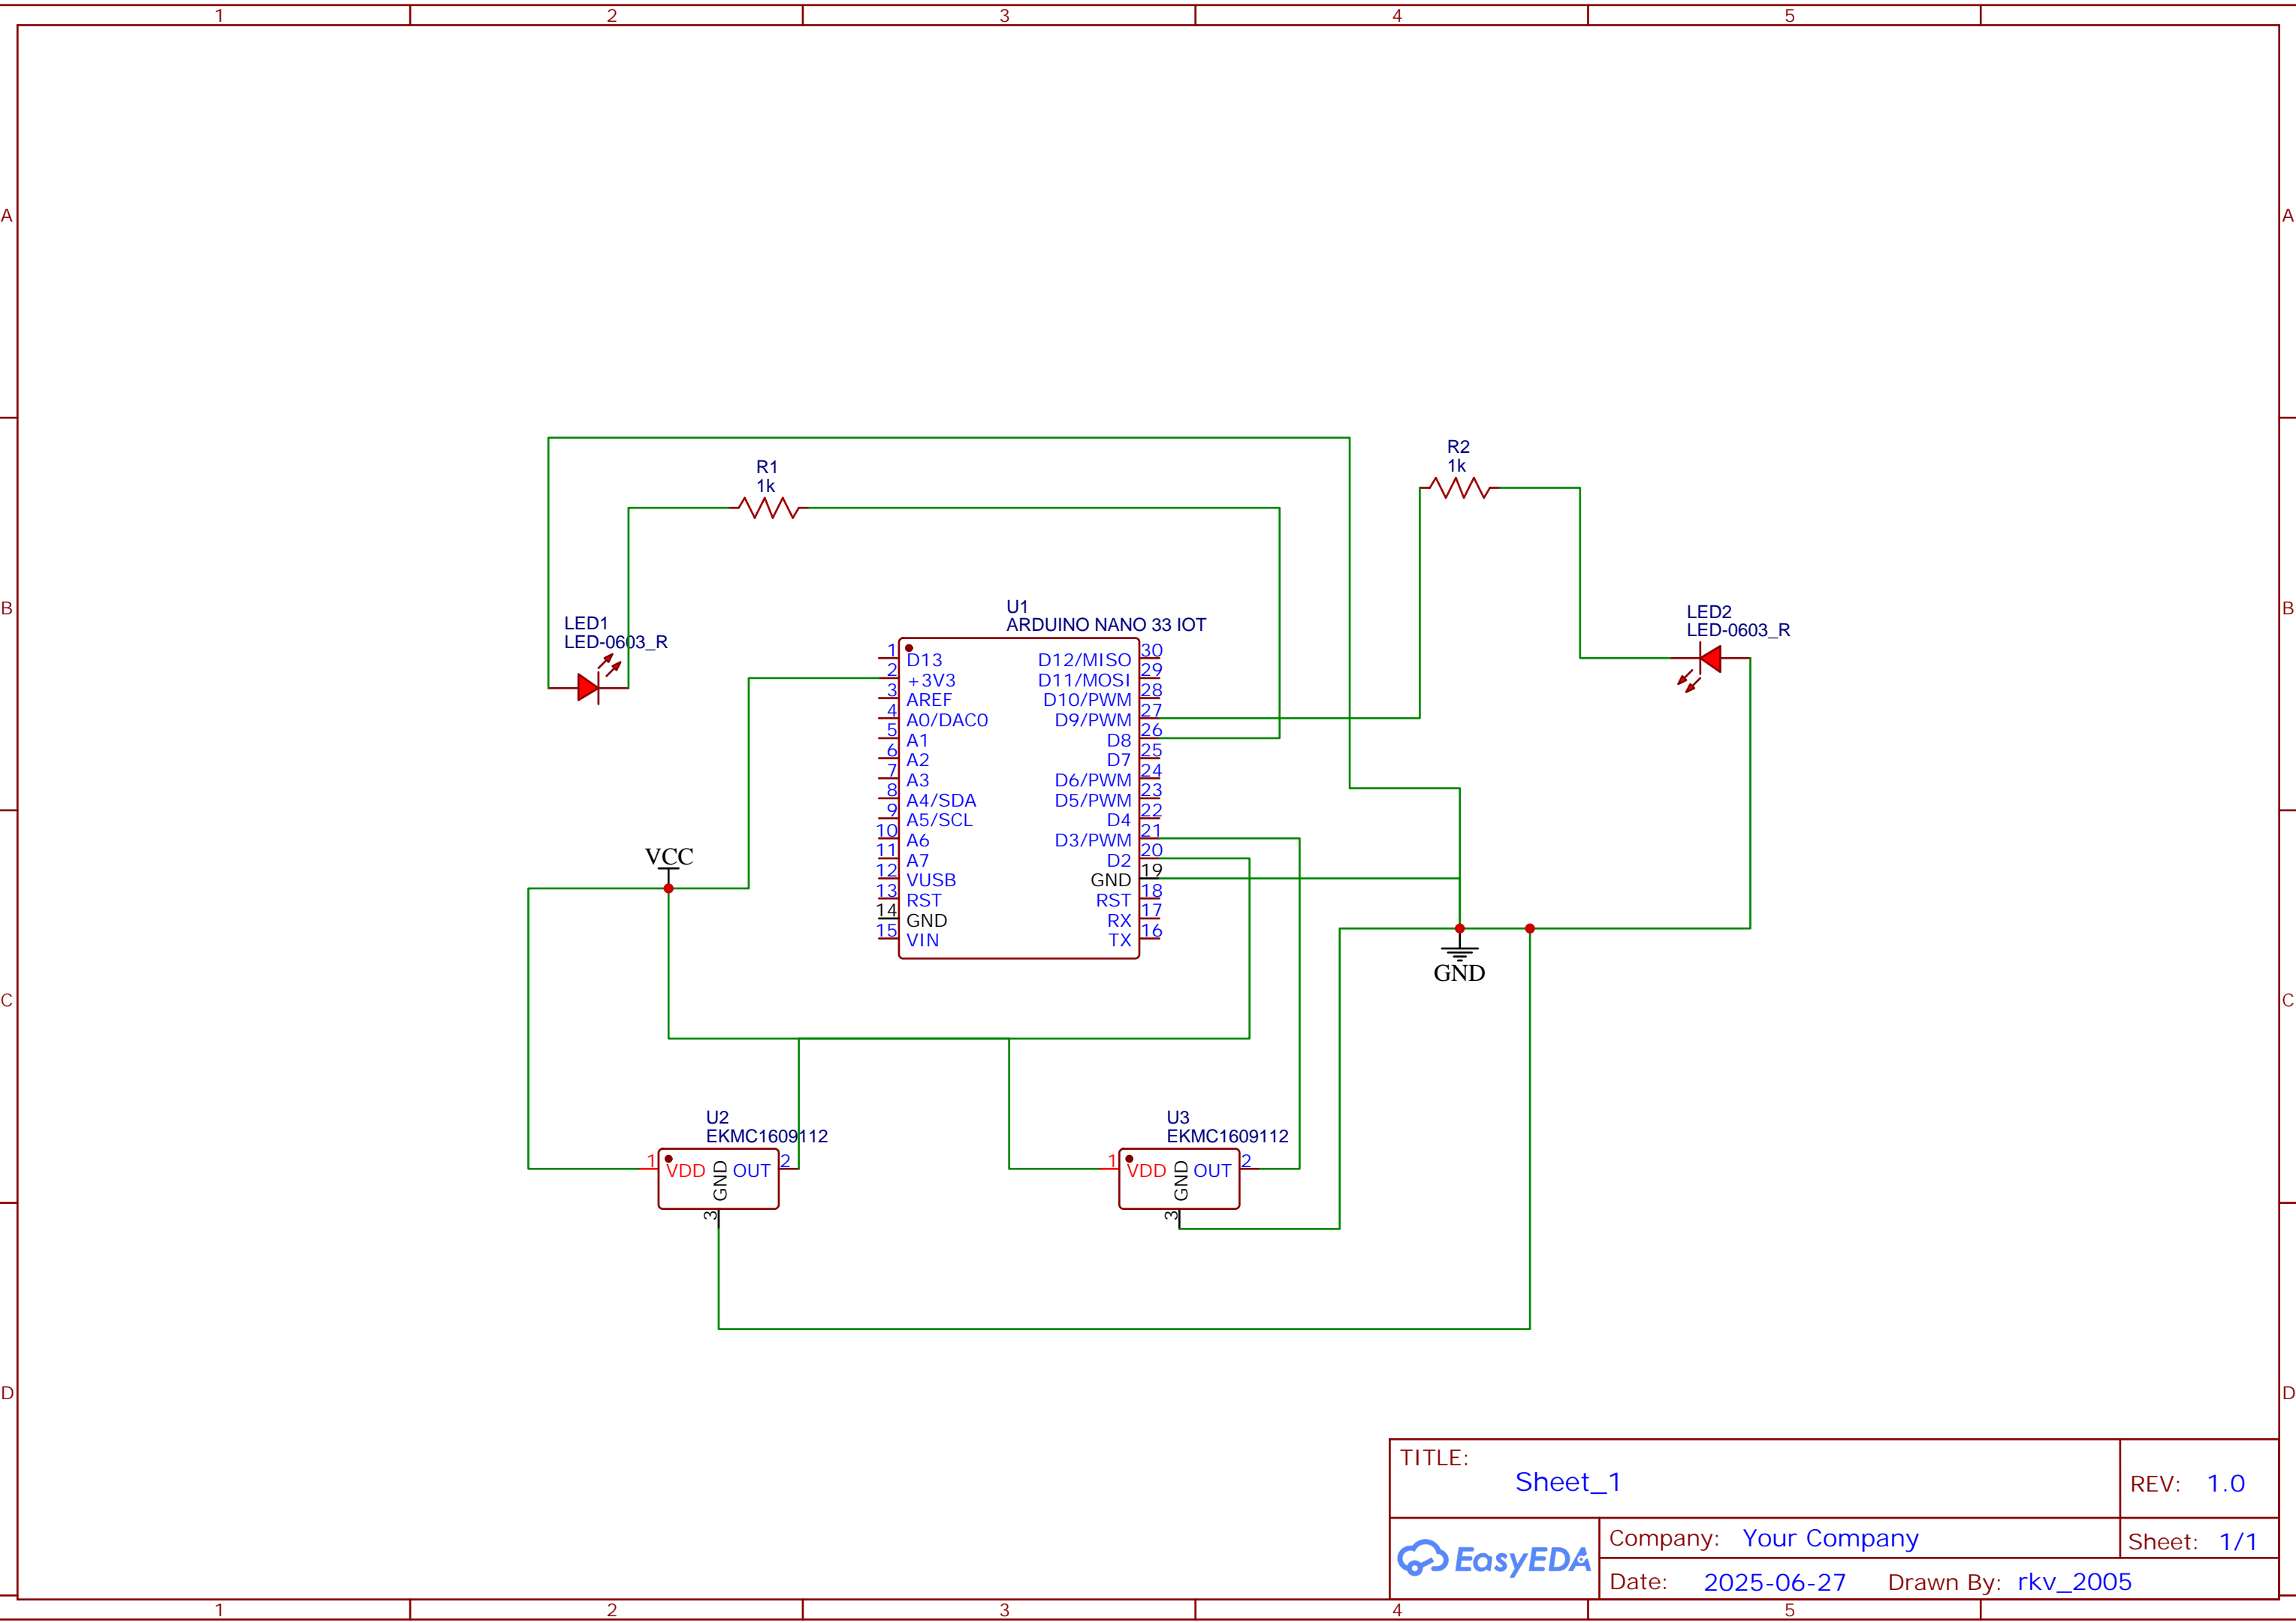 1 2 3 4 5
A A
R2
1k
R1
1k
B B
U1
ARDUINO NANO 33 IOT
LED1
LED-0603_R
LED2
LED-0603_R
1 D13 D12/MISO 30
2 +3V3 D11/MOSI 29
3 AREF D10/PWM 28
4 A0/DAC0 D9/PWM 27
5 A1 D8 26
6 A2 D7 25
7 A3 D6/PWM 24
8 A4/SDA D5/PWM 23
9 A5/SCL D4 22
10 A6 D3/PWM 21
11 A7 D2 20
12 VUSB GND 19
13 RST RST 18
14 GND RX 17
15 VIN TX 16
VCC
GND
C C
U2
EKMC1609112
1 VDD GND OUT 2
3
U3
EKMC1609112
1 VDD GND OUT 2
3
D D
TITLE:
Sheet_1
REV: 1.0
EasyEDA
Company: Your Company
Sheet: 1/1
Date: 2025-06-27 Drawn By: rkv_2005
1 2 3 4 5